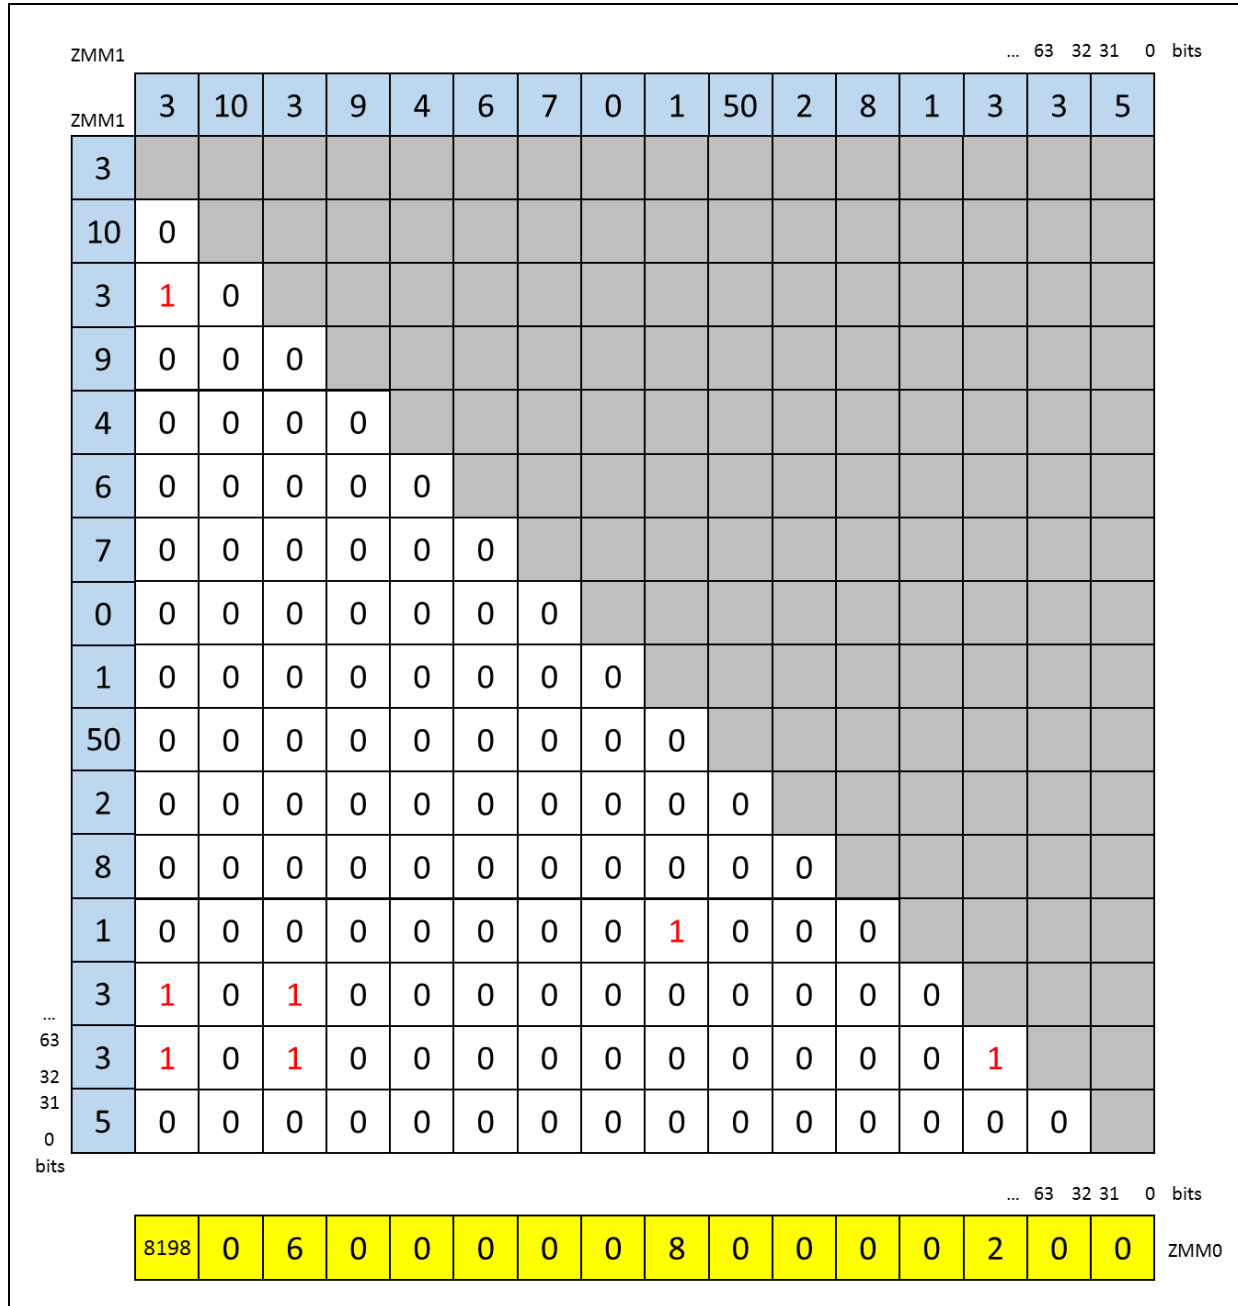 ZMM1 ... 63 32 31 0 bits
ZMM1 3 10 3 9 4 6 7 0 1 50 2 8 1 3 3 5
3
10 0
3 1 0
9 0 0 0
4 0 0 0 0
6 0 0 0 0 0
7 0 0 0 0 0 0
0 0 0 0 0 0 0 0
1 0 0 0 0 0 0 0 0
50 0 0 0 0 0 0 0 0 0
2 0 0 0 0 0 0 0 0 0 0
8 0 0 0 0 0 0 0 0 0 0 0
1 0 0 0 0 0 0 0 0 1 0 0 0
3 1 0 1 0 0 0 0 0 0 0 0 0 0
...
63
3 1 0 1 0 0 0 0 0 0 0 0 0 0 1
32
31
5 0 0 0 0 0 0 0 0 0 0 0 0 0 0 0
0
bits
... 63 32 31 0 bits
8198 0 6 0 0 0 0 0 8 0 0 0 0 2 0 0 ZMM0